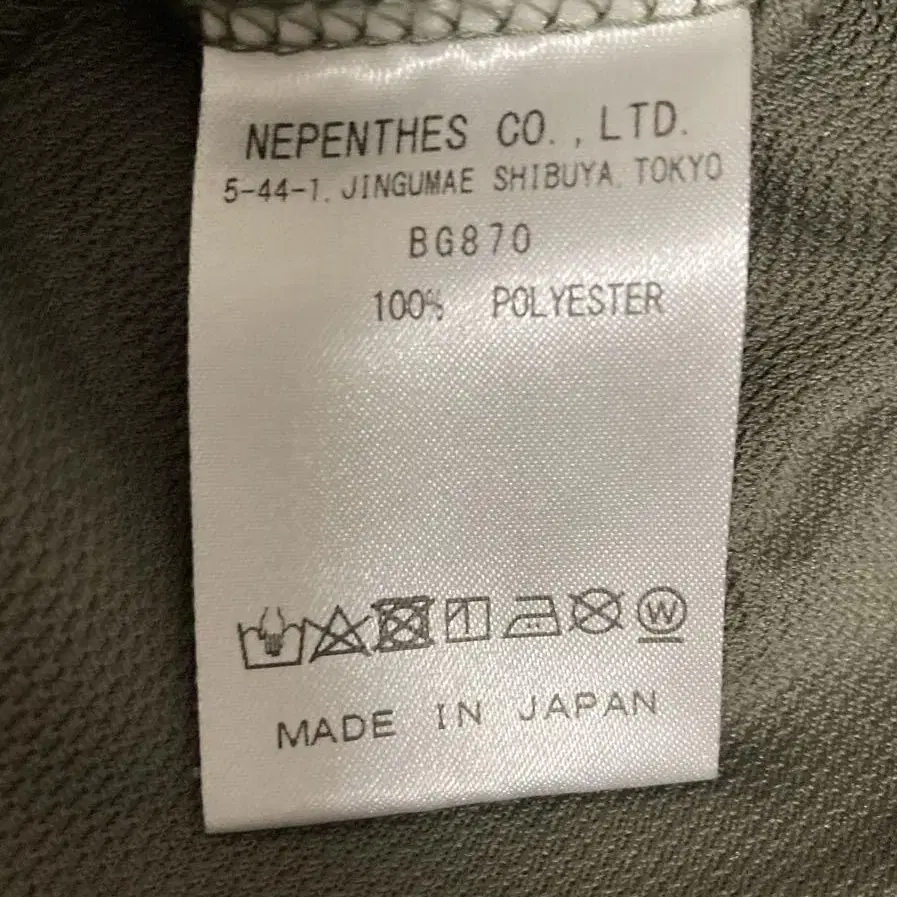 NEPENTHES CO., LTD.
5-44-1, JINGUMAE SHIBUYA, TOKYO
BG870
100% POLYESTER
W
MADE IN JAPAN